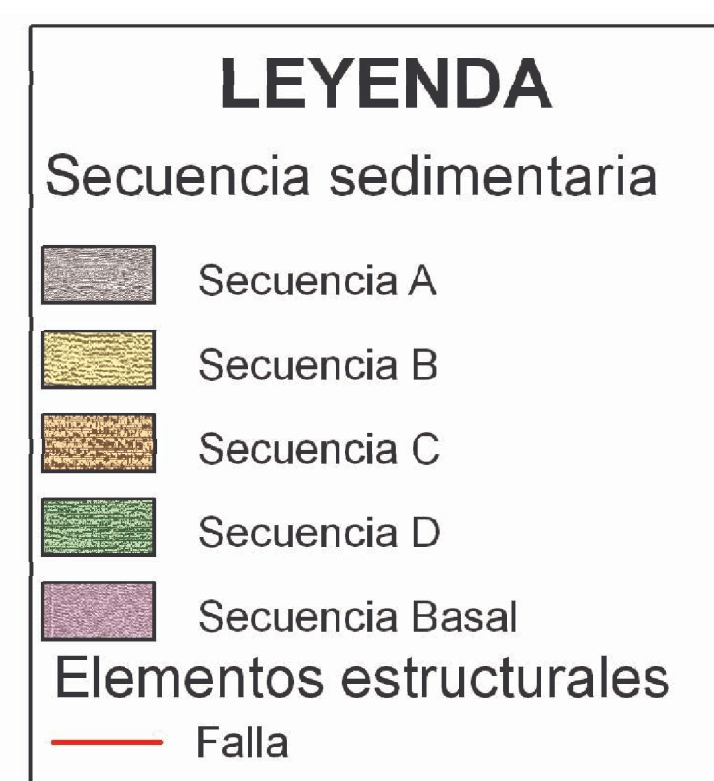 LEYENDA
Secuencia sedimentaria
Secuencia A
Secuencia B
Secuencia C
Secuencia D
Secuencia Basal
Elementos estructurales
Falla